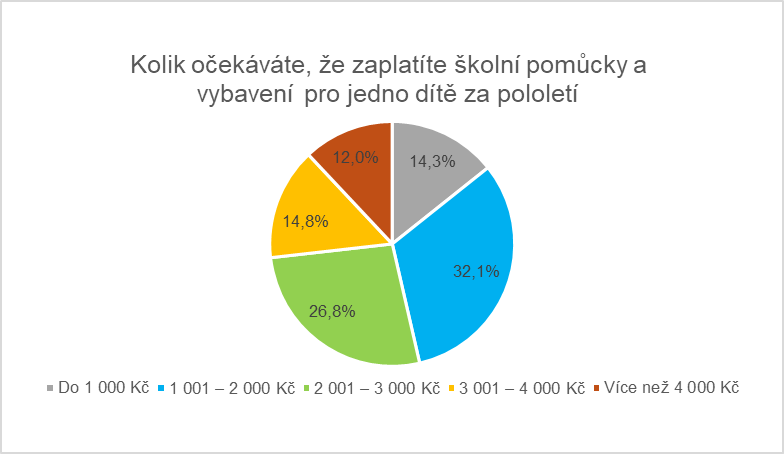 Kolik očekáváte, že zaplatíte školní pomůcky a
vybavení  pro jedno dítě za pololetí
12,0%
14,3%
14,8%
32,1%
26,8%
Do 1 000 Kč
1 001 – 2 000 Kč
2 001 – 3 000 Kč
3 001 – 4 000 Kč
Více než 4 000 Kč